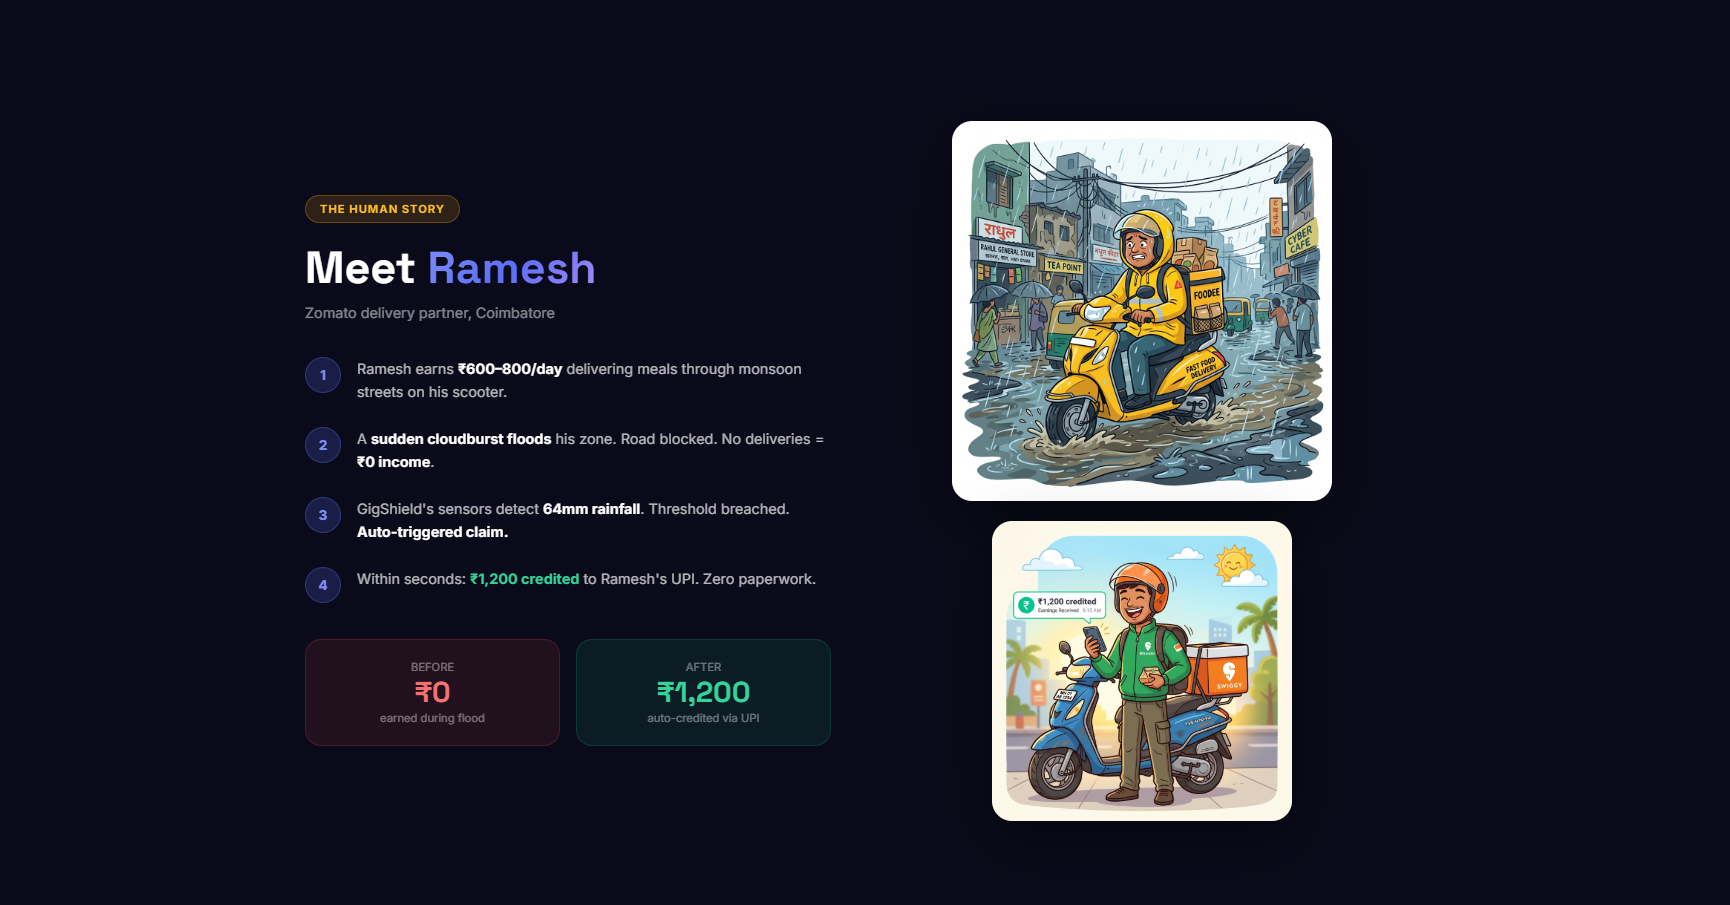 THE HUMAN STORY
Meet Ramesh
Zomato delivery partner, Coimbatore
1
Ramesh earns ₹600–800/day delivering meals through monsoon
streets on his scooter.
2
A sudden cloudburst floods his zone. Road blocked. No deliveries =
₹0 income.
3
GigShield's sensors detect 64mm rainfall. Threshold breached.
Auto-triggered claim.
4
Within seconds: ₹1,200 credited to Ramesh's UPI. Zero paperwork.
BEFORE
₹0
earned during flood
AFTER
₹1,200
auto-credited via UPI
राधुल
RAHUL GENERAL STORE
TEA POINT
CYBER
CAFE
FOODEE
FAST FOOD
DELIVERY
₹
₹1,200 credited
Earnings Received
SWIGGY